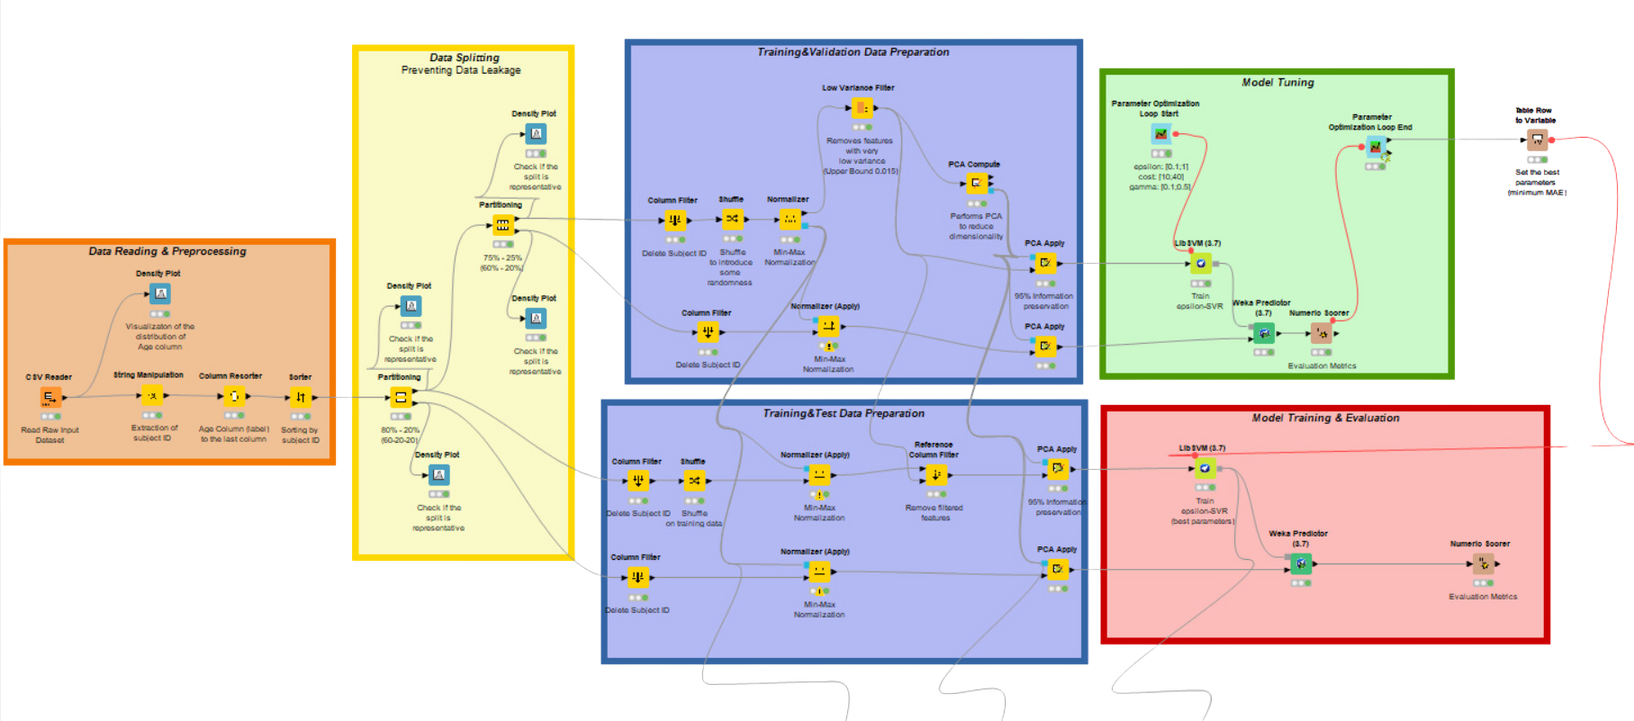 Data Reading & Preprocessing
Density Plot
Visualizaton of the
distribution of
Age column
CSV Reader
Read Raw Input
Dataset
String Manipulation
Extraction of
subject ID
Column Resorter
Age Column (label)
to the last column
Sorter
Sorting by
subject ID
Data Splitting
Preventing Data Leakage
Density Plot
Check if the
split is
representative
Partitioning
75% - 25%
(60% - 20%)
Density Plot
Check if the
split is
representative
Density Plot
Check if the
split is
representative
Partitioning
80% - 20%
(60-20-20)
Density Plot
Check if the
split is
representative
Training&Validation Data Preparation
Low Variance Filter
Removes features
with very
low variance
(Upper Bound 0.015)
PCA Compute
Performs PCA
to reduce
dimensionality
Column Filter
Delete Subject ID
Shuffle
Shuffle
to introduce
some
randomness
Normalizer
Min-Max
Normalization
PCA Apply
95% Information
preservation
Column Filter
Delete Subject ID
Normalizer (Apply)
Min-Max
Normalization
PCA Apply
Training&Test Data Preparation
Column Filter
Delete Subject ID
Shuffle
Shuffle
on training data
Normalizer (Apply)
Min-Max
Normalization
Reference
Column Filter
Remove filtered
features
PCA Apply
95% Information
preservation
Column Filter
Delete Subject ID
Normalizer (Apply)
Min-Max
Normalization
PCA Apply
Model Tuning
Parameter Optimization
Loop Start
epsilon: [0.1;1]
cost: [10;40]
gamma: [0.1;0.5]
Parameter
Optimization Loop End
LibSVM (3.7)
Train
epsilon-SVR
Weka Predictor
(3.7)
Numeric Scorer
Evaluation Metrics
Table Row
to Variable
Set the best
parameters
(minimum MAE)
Model Training & Evaluation
LibSVM (3.7)
Train
epsilon-SVR
(best parameters)
Weka Predictor
(3.7)
Numeric Scorer
Evaluation Metrics